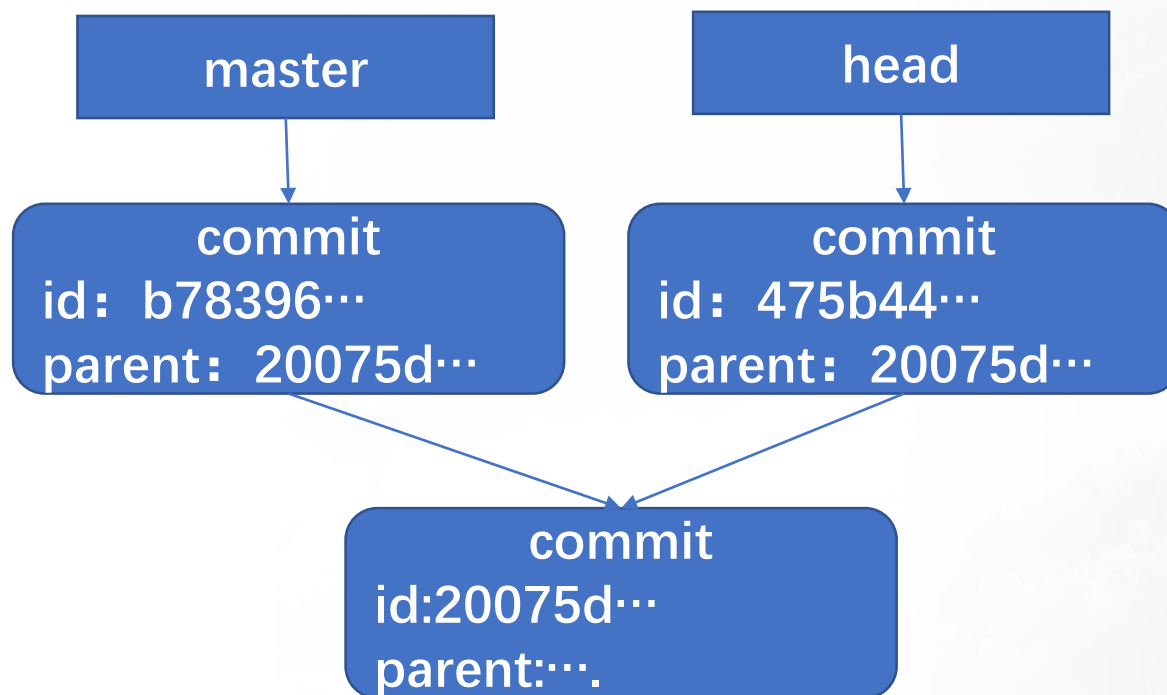 master
head
commit
id：b78396…
parent：20075d…
commit
id：475b44…
parent：20075d…
commit
id:20075d…
parent:….